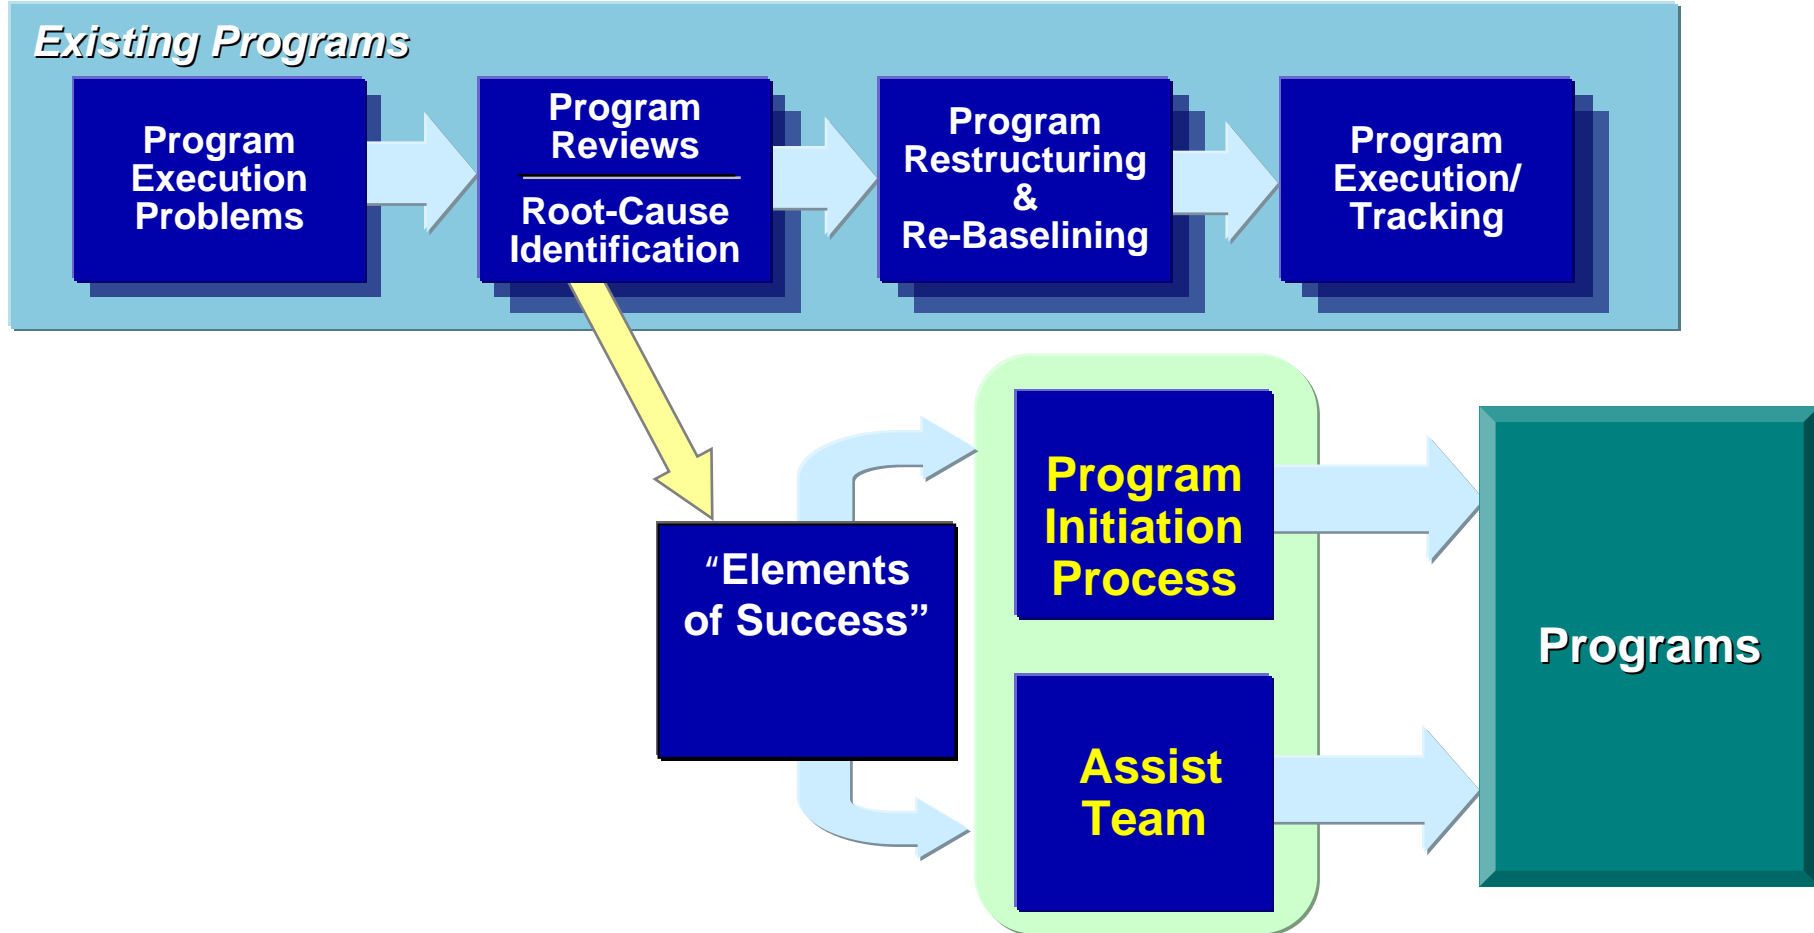 Existing Programs
Program
Execution
Problems
Program
Reviews
Root-Cause
Identification
Program
Restructuring
&
Re-Baselining
Program
Execution/
Tracking
“Elements
of Success”
Program
Initiation
Process
Assist
Team
Programs